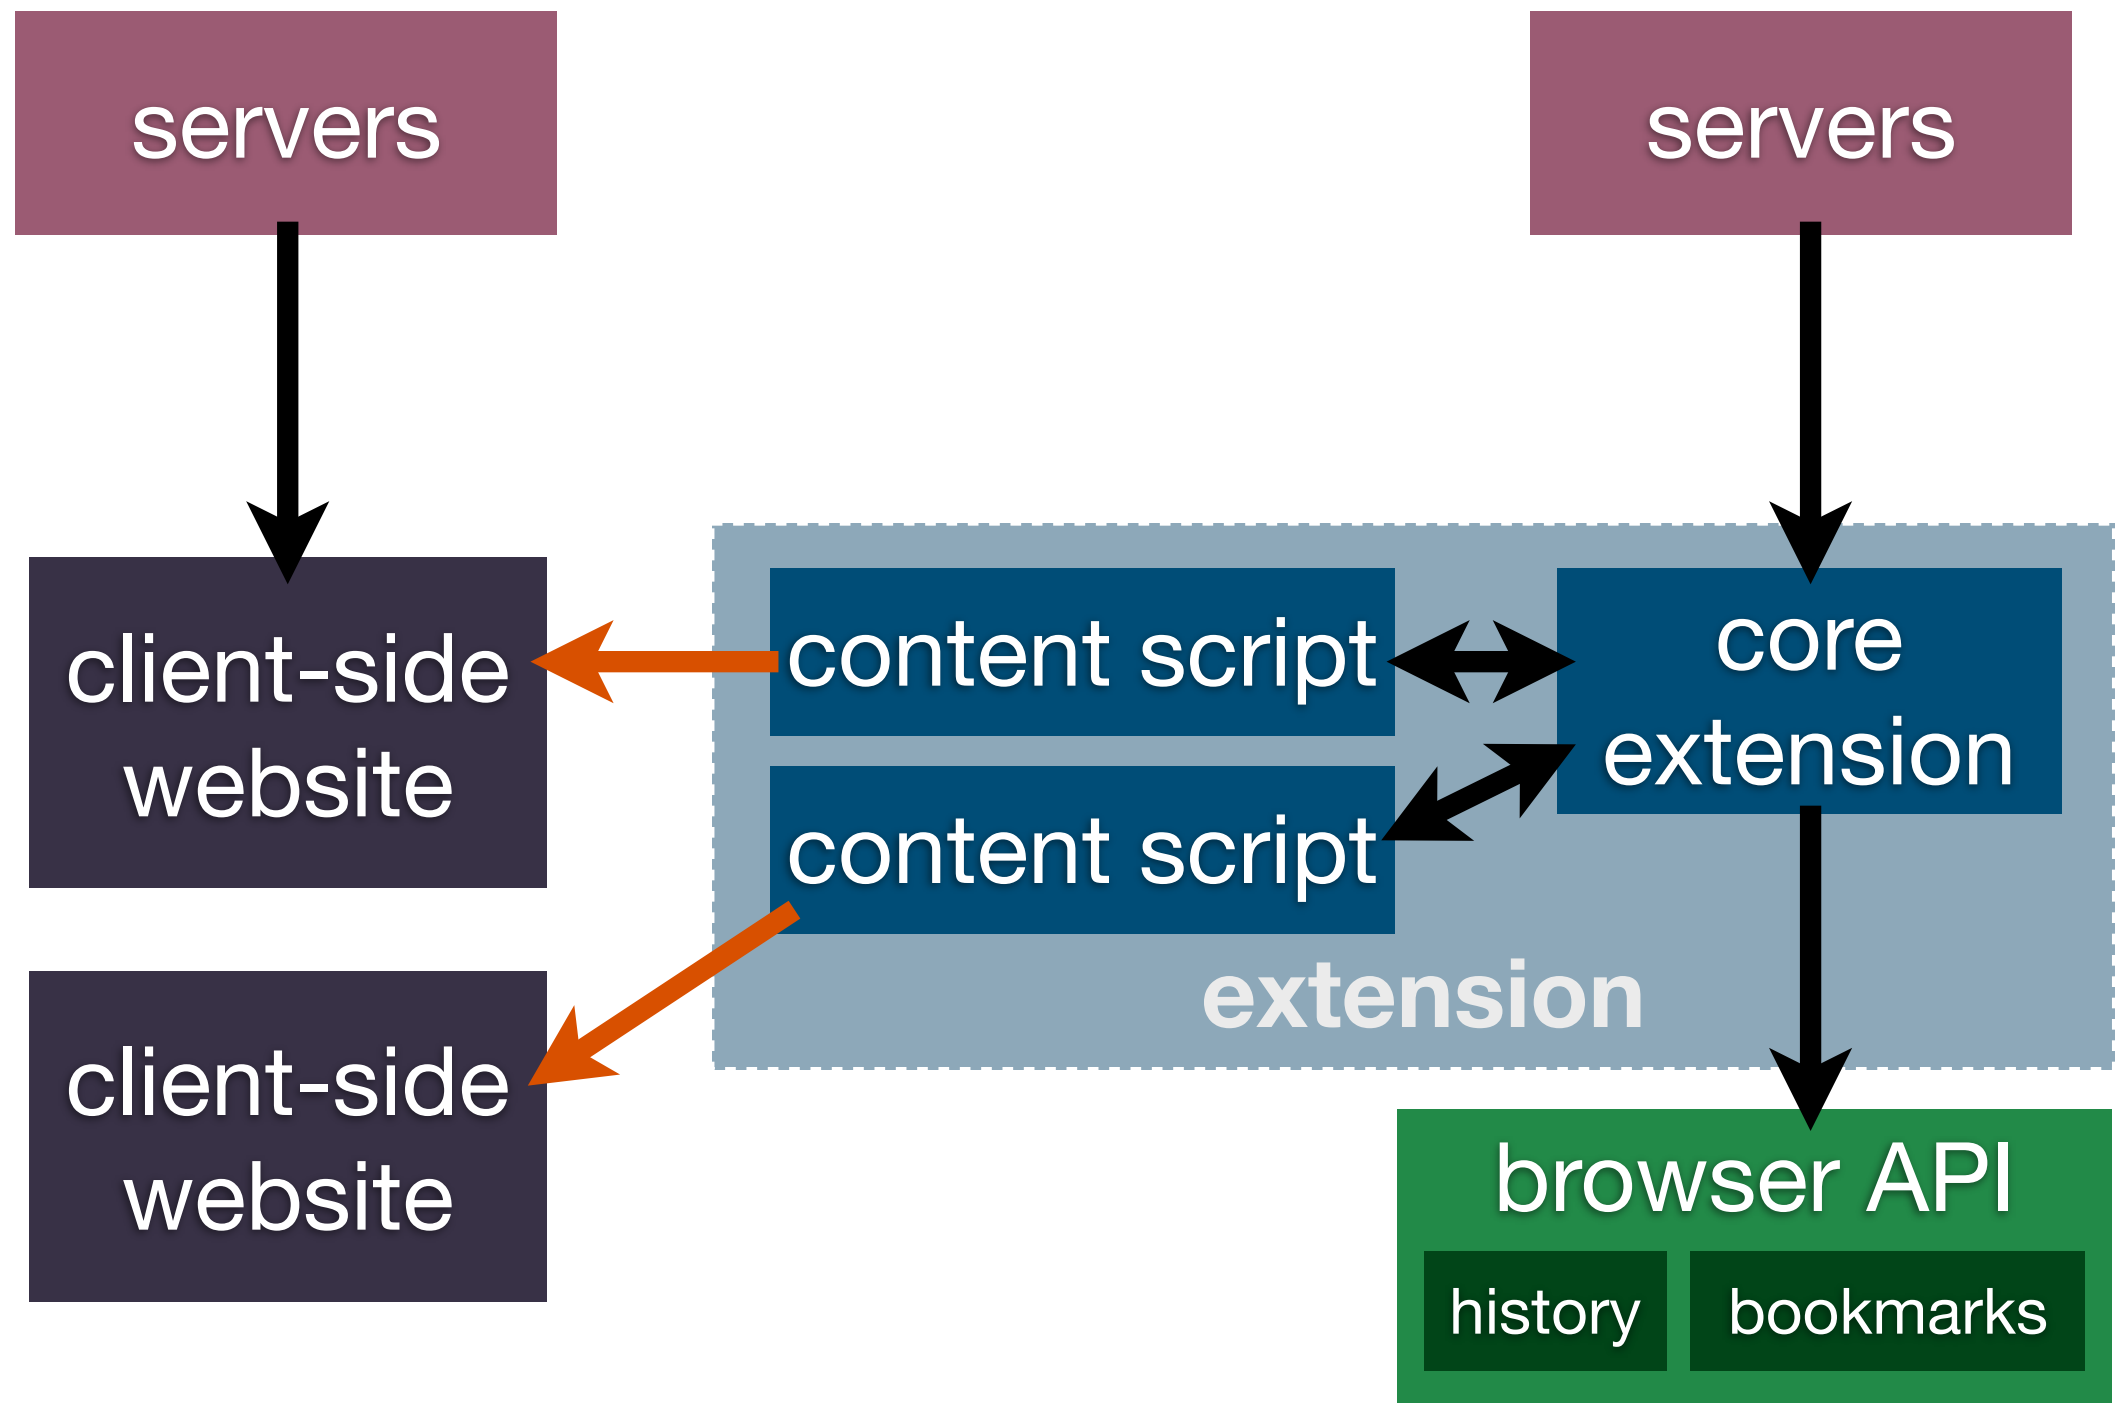 servers
servers
client-side
website
content script
core
extension
content script
extension
client-side
website
browser API
history
bookmarks